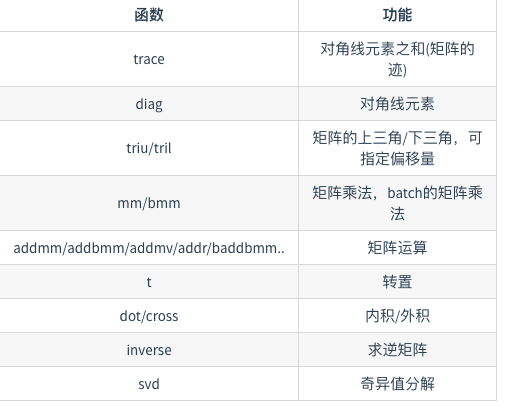 函数 功能
trace 对角线元素之和(矩阵的
迹)
diag 对角线元素
triu/tril 矩阵的上三角/下三角，可
指定偏移量
mm/bmm 矩阵乘法，batch的矩阵乘
法
addmm/addbmm/addmv/addr/baddbmm.. 矩阵运算
t 转置
dot/cross 内积/外积
inverse 求逆矩阵
svd 奇异值分解